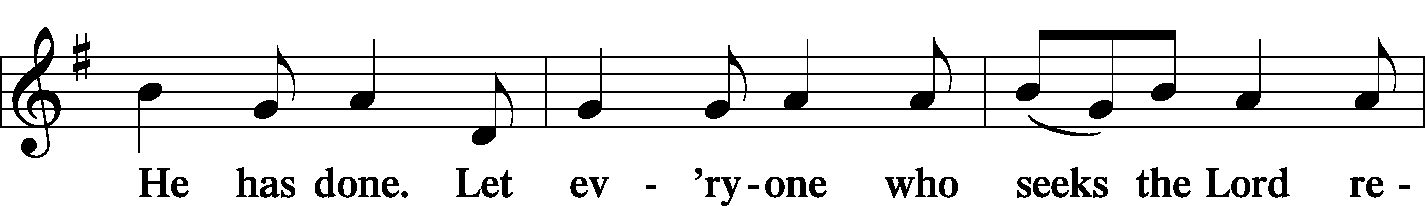 He has done. Let ev - 'ry-one who seeks the Lord re -